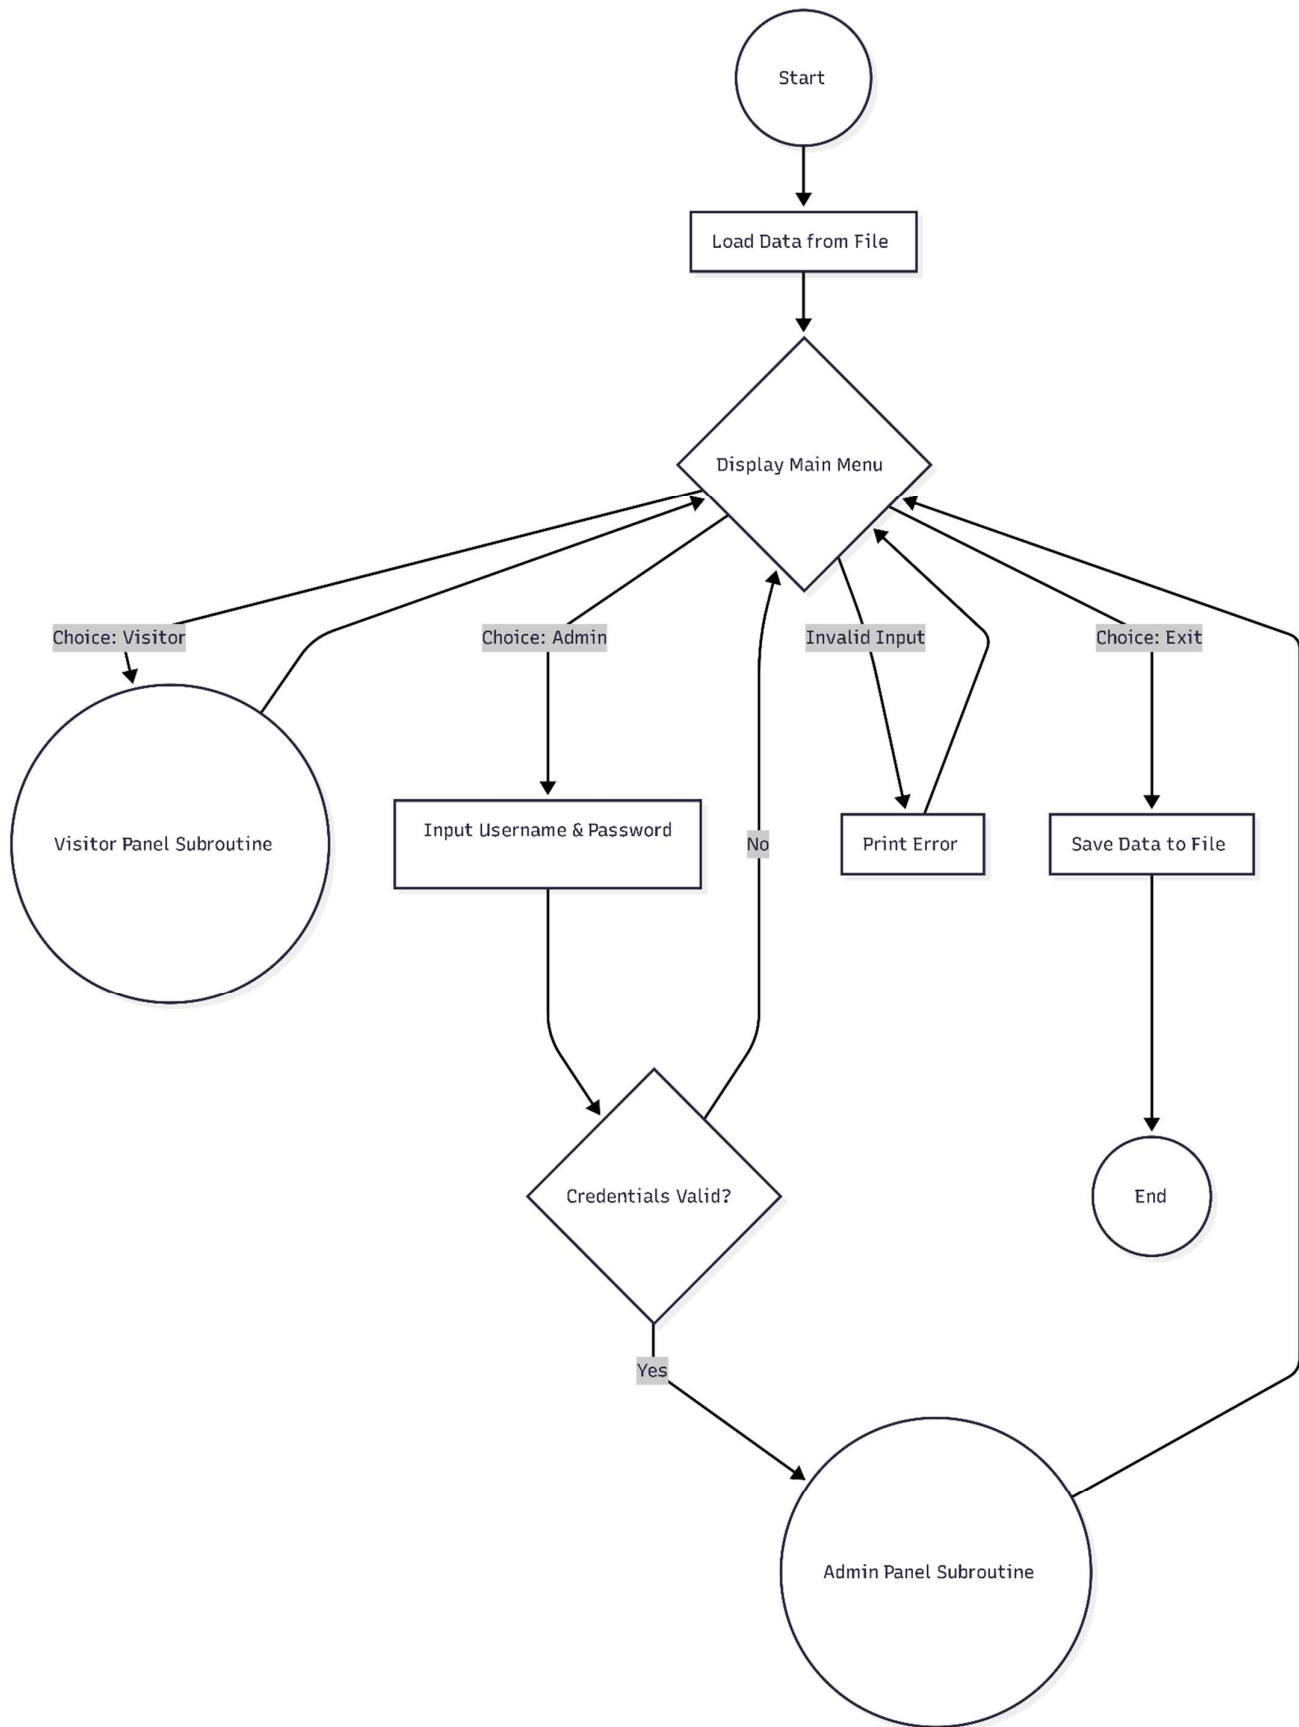 Start
Load Data from File
Display Main Menu
Choice: Visitor
Choice: Admin
Invalid Input
Choice: Exit
Visitor Panel Subroutine
Input Username & Password
No
Print Error
Save Data to File
Credentials Valid?
End
Yes
Admin Panel Subroutine